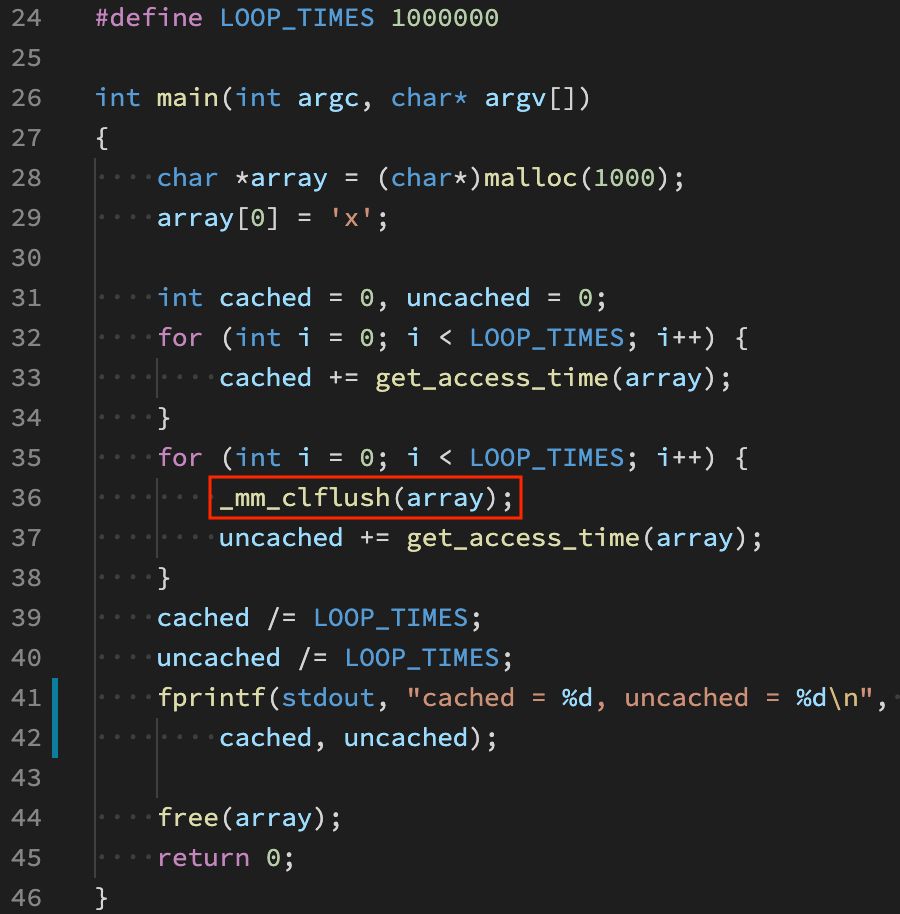 24 #define LOOP_TIMES 1000000
25
26 int main(int argc, char* argv[])
27 {
28     char *array = (char*)malloc(1000);
29     array[0] = 'x';
30
31     int cached = 0, uncached = 0;
32     for (int i = 0; i < LOOP_TIMES; i++) {
33         cached += get_access_time(array);
34     }
35     for (int i = 0; i < LOOP_TIMES; i++) {
36         _mm_clflush(array);
37         uncached += get_access_time(array);
38     }
39     cached /= LOOP_TIMES;
40     uncached /= LOOP_TIMES;
41     fprintf(stdout, "cached = %d, uncached = %d\n",
42         cached, uncached);
43
44     free(array);
45     return 0;
46 }